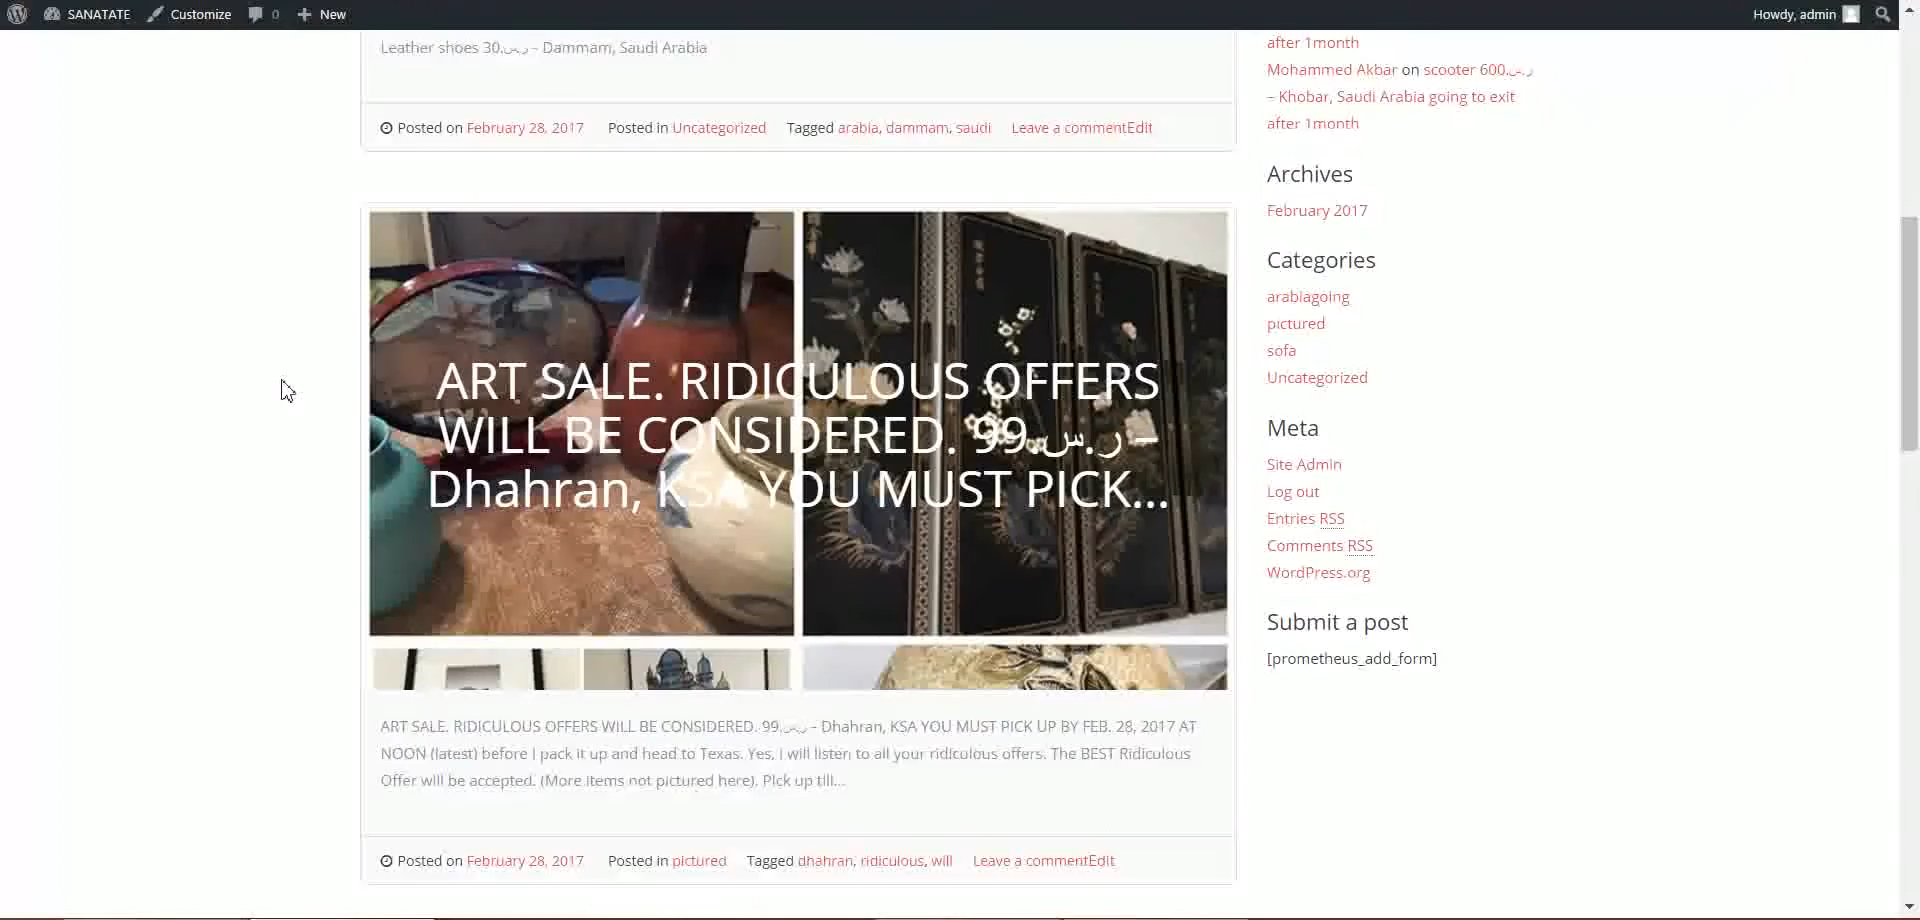 SANATATE Customize 0 New Howdy, admin
Leather shoes 30.ر.س – Dammam, Saudi Arabia
Posted on February 28, 2017 Posted in Uncategorized Tagged arabia, dammam, saudi Leave a commentEdit
ART SALE. RIDICULOUS OFFERS
WILL BE CONSIDERED. 99.ر.س –
Dhahran, KSA YOU MUST PICK...
ART SALE. RIDICULOUS OFFERS WILL BE CONSIDERED. 99.ر.س – Dhahran, KSA YOU MUST PICK UP BY FEB. 28, 2017 AT
NOON (latest) before I pack it up and head to Texas. Yes, I will listen to all your ridiculous offers. The BEST Ridiculous
Offer will be accepted. (More items not pictured here). Pick up till...
Posted on February 28, 2017 Posted in pictured Tagged dhahran, ridiculous, will Leave a commentEdit
after 1month
Mohammed Akbar on scooter 600.ر.س
– Khobar, Saudi Arabia going to exit
after 1month
Archives
February 2017
Categories
arabiagoing
pictured
sofa
Uncategorized
Meta
Site Admin
Log out
Entries RSS
Comments RSS
WordPress.org
Submit a post
[prometheus_add_form]